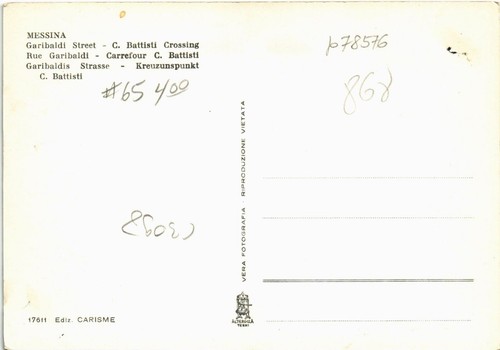 MESSINA
Garibaldi Street - C. Battisti Crossing
Rue Garibaldi - Carrefour C. Battisti
Garibaldis Strasse - Kreuzunspunkt
C. Battisti
#65 4.00
p78576
868
VERA FOTOGRAFIA RIPRODUZIONE VIETATA
17611 Ediz. CARISME
TERNI